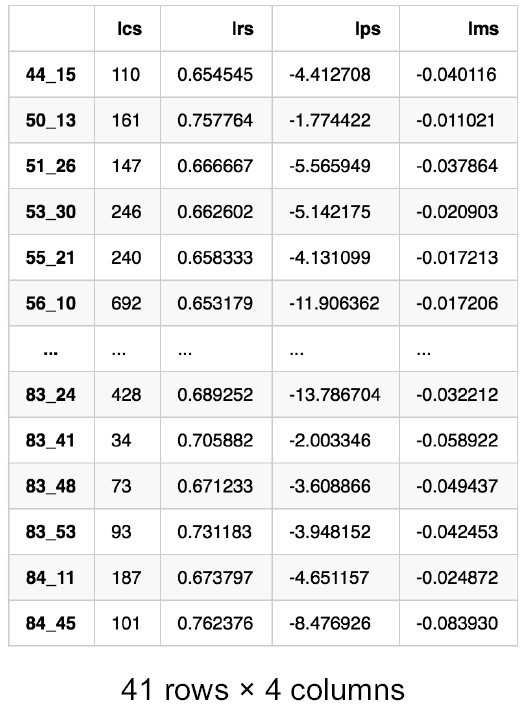 lcs lrs lps lms
44_15 110 0.654545 -4.412708 -0.040116
50_13 161 0.757764 -1.774422 -0.011021
51_26 147 0.666667 -5.565949 -0.037864
53_30 246 0.662602 -5.142175 -0.020903
55_21 240 0.658333 -4.131099 -0.017213
56_10 692 0.653179 -11.906362 -0.017206
... ... ... ... ...
83_24 428 0.689252 -13.786704 -0.032212
83_41 34 0.705882 -2.003346 -0.058922
83_48 73 0.671233 -3.608866 -0.049437
83_53 93 0.731183 -3.948152 -0.042453
84_11 187 0.673797 -4.651157 -0.024872
84_45 101 0.762376 -8.476926 -0.083930
41 rows × 4 columns